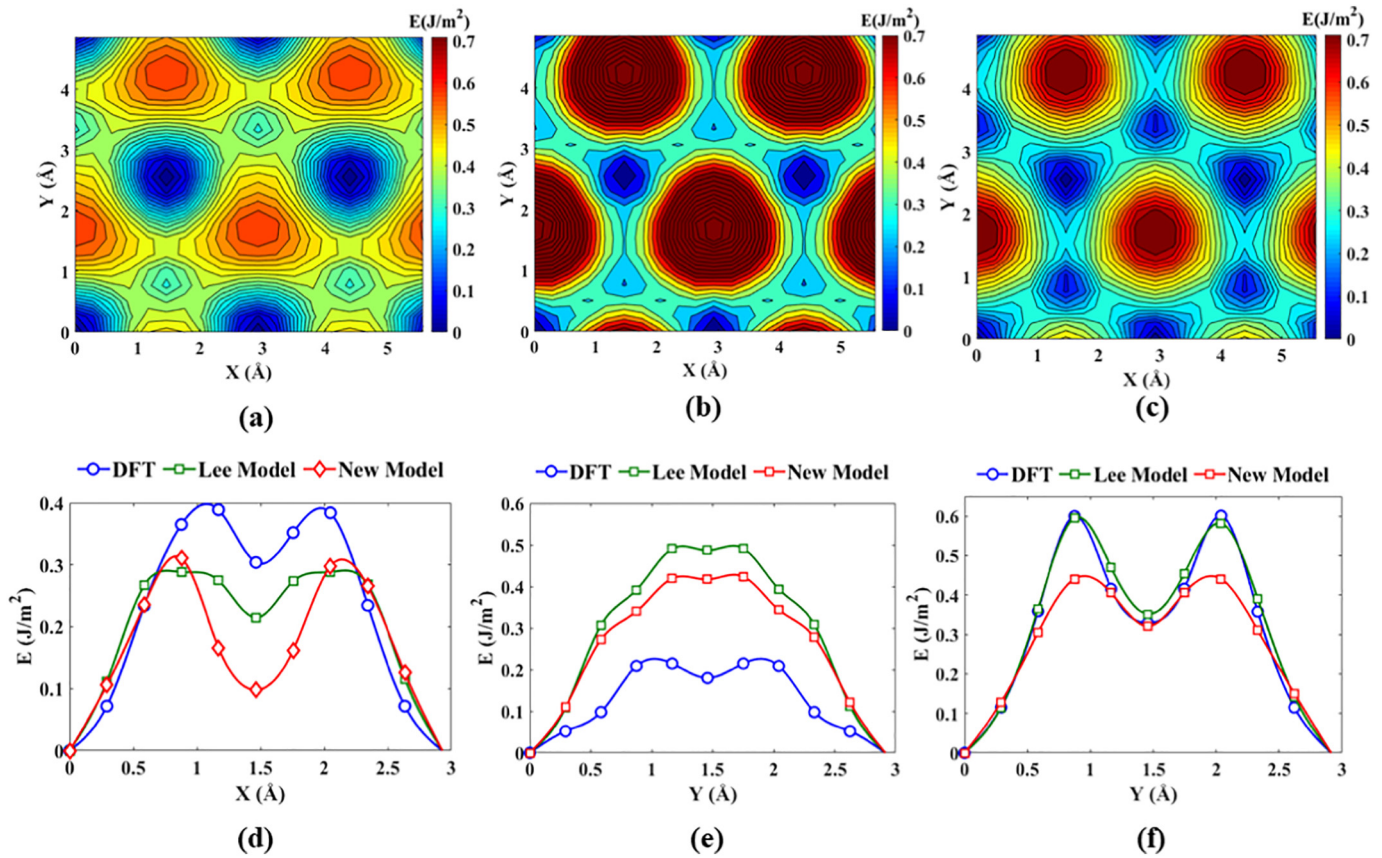 E(J/m²)
0.7
0.6
0.5
0.4
0.3
0.2
0.1
0
4
3
2
1
0
Y (Å)
0 1 2 3 4 5
X (Å)
(a)
E(J/m²)
0.7
0.6
0.5
0.4
0.3
0.2
0.1
0
4
3
2
1
0
Y (Å)
0 1 2 3 4 5
X (Å)
(b)
E(J/m²)
0.7
0.6
0.5
0.4
0.3
0.2
0.1
0
4
3
2
1
0
Y (Å)
0 1 2 3 4 5
X (Å)
(c)
DFT Lee Model New Model
0.4
0.3
0.2
0.1
0
E (J/m²)
0 0.5 1 1.5 2 2.5 3
X (Å)
(d)
DFT Lee Model New Model
0.6
0.5
0.4
0.3
0.2
0.1
0
E (J/m²)
0 0.5 1 1.5 2 2.5 3
Y (Å)
(e)
DFT Lee Model New Model
0.6
0.5
0.4
0.3
0.2
0.1
0
E (J/m²)
0 0.5 1 1.5 2 2.5 3
Y (Å)
(f)